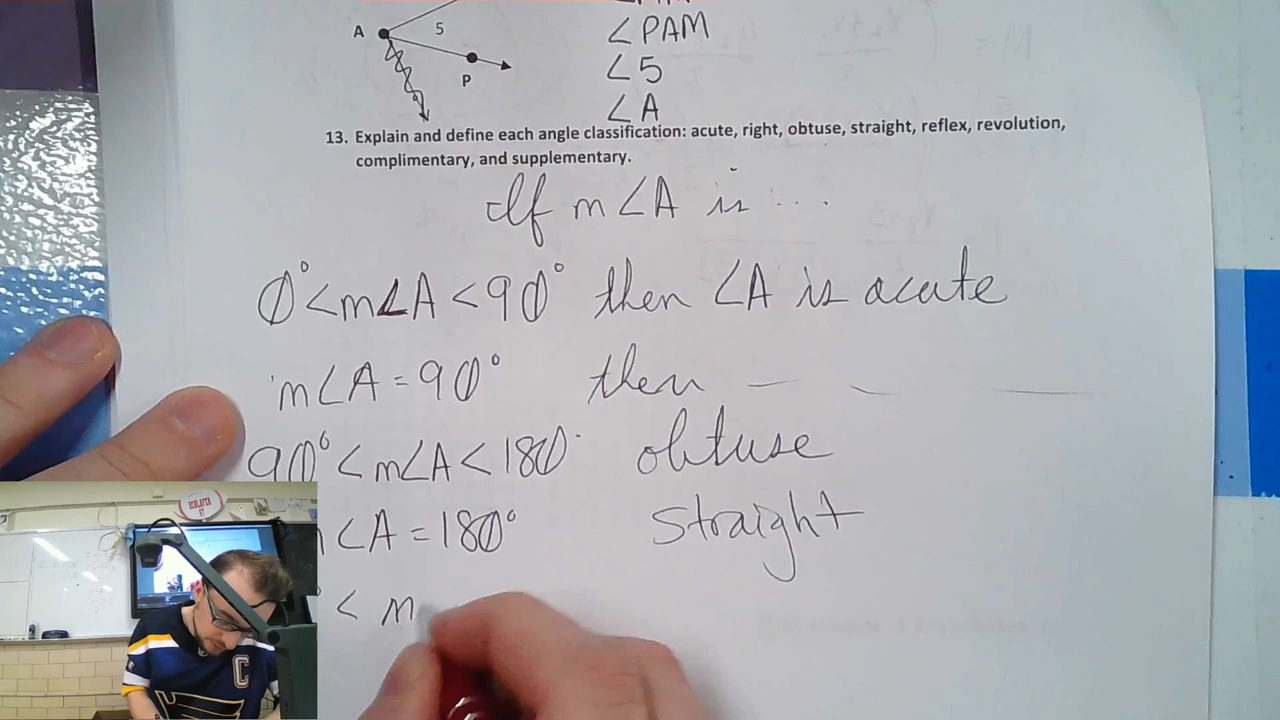 A 5 ∠PAM
P ∠5
∠A
13. Explain and define each angle classification: acute, right, obtuse, straight, reflex, revolution,
complimentary, and supplementary.
If m∠A is ...
0° < m∠A < 90° then ∠A is acute
m∠A = 90° then — — —
90° < m∠A < 180° obtuse
∠A = 180° straight
< m
C